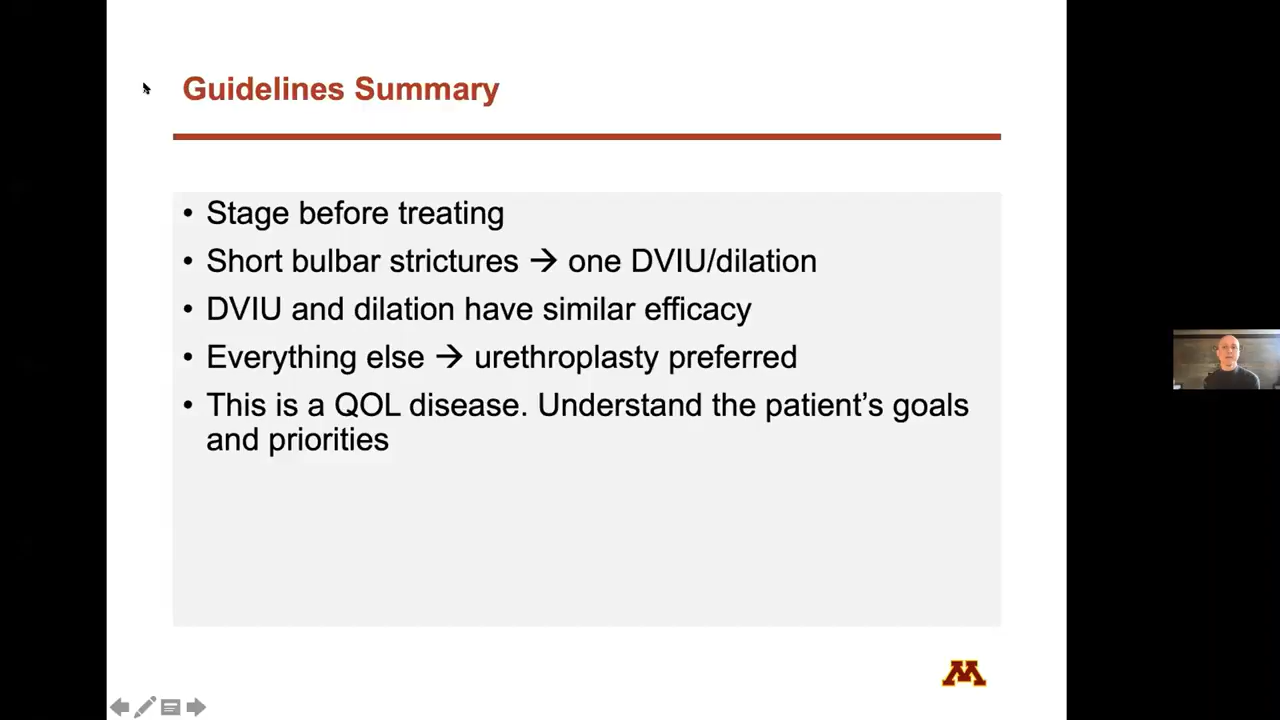 Guidelines Summary
• Stage before treating
• Short bulbar strictures → one DVIU/dilation
• DVIU and dilation have similar efficacy
• Everything else → urethroplasty preferred
• This is a QOL disease. Understand the patient’s goals
and priorities
M